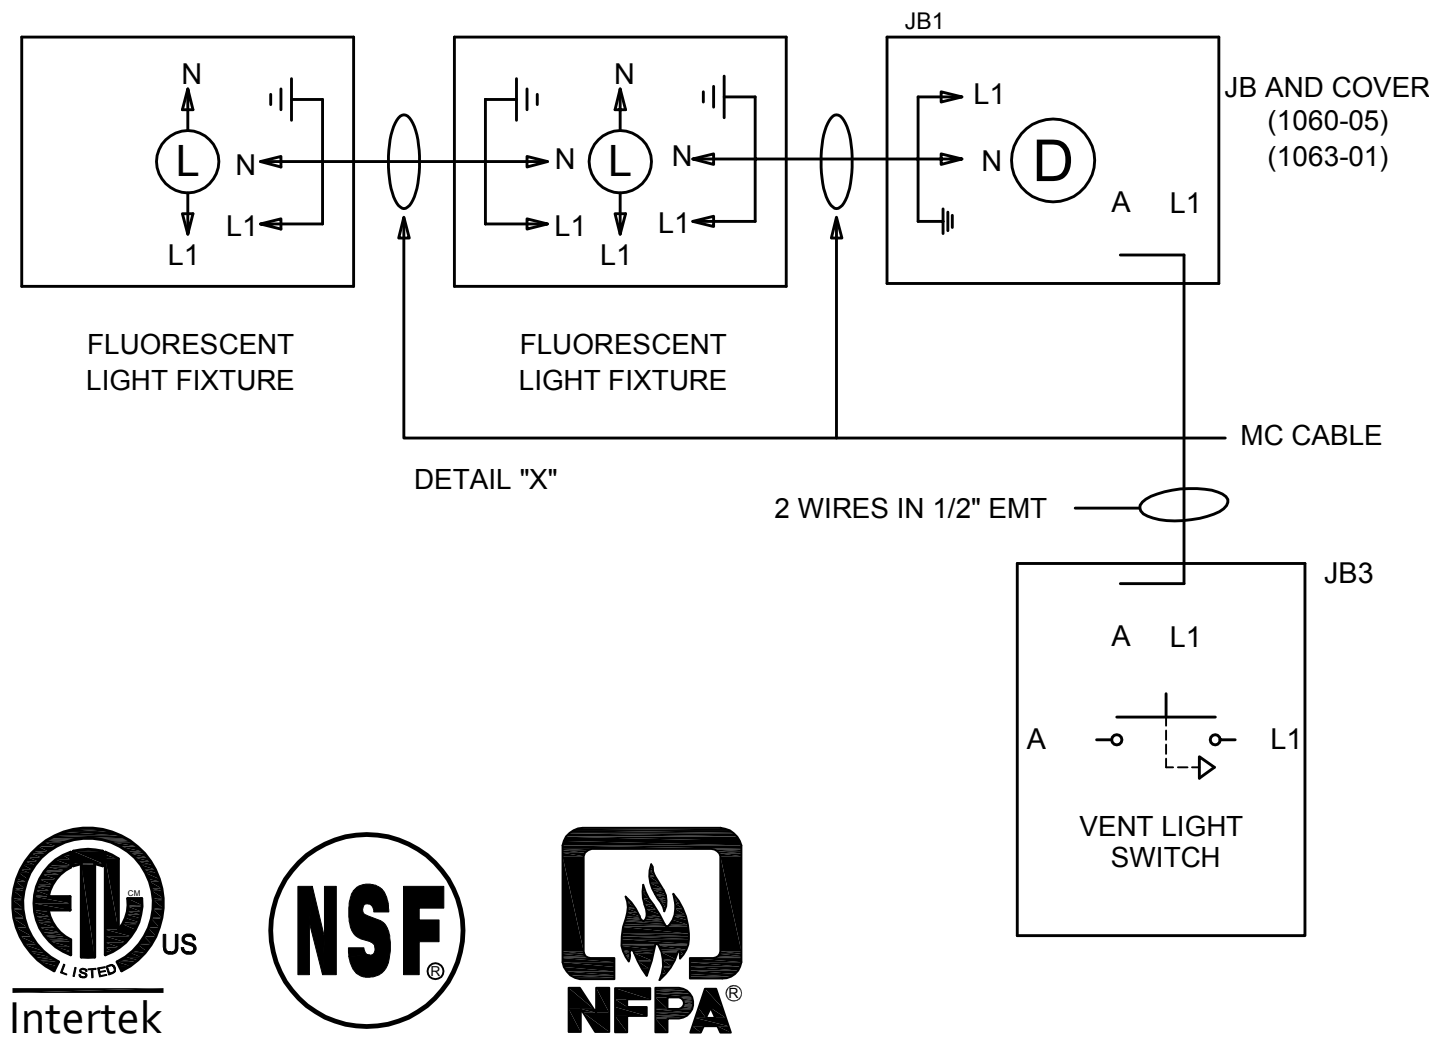 JB1
N
N
L1
JB AND COVER
(1060-05)
(1063-01)
L
N
N
L
N
N
D
A L1
L1
L1
L1
L1
L1
FLUORESCENT
LIGHT FIXTURE
FLUORESCENT
LIGHT FIXTURE
MC CABLE
DETAIL "X"
2 WIRES IN 1/2" EMT
JB3
A L1
A
L1
VENT LIGHT
SWITCH
ETL
CM
LISTED
US
Intertek
NSF
®
NFPA®